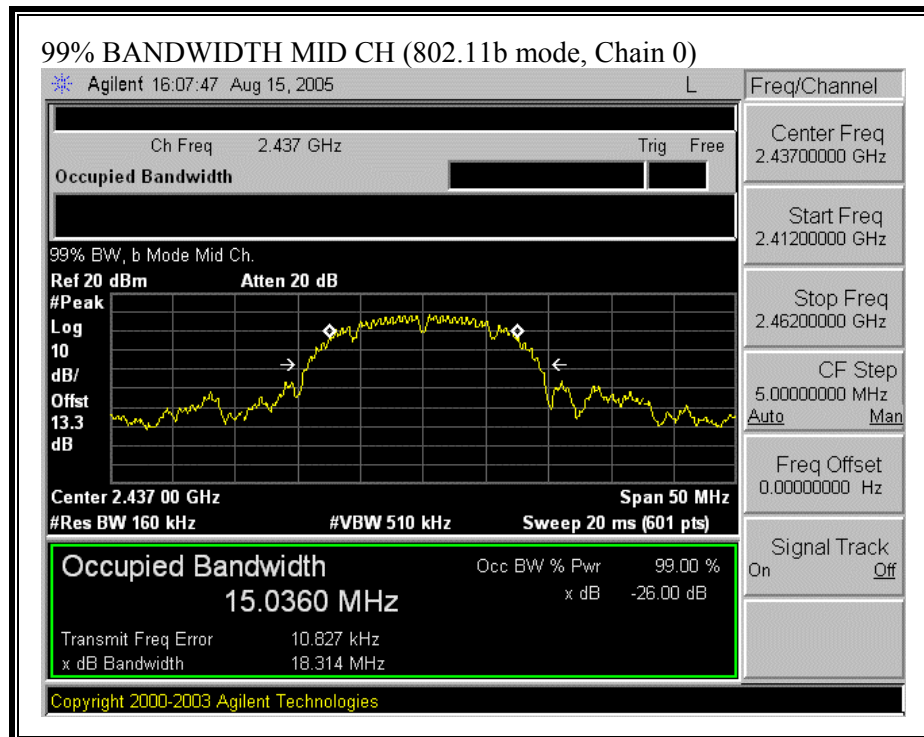 99% BANDWIDTH MID CH (802.11b mode, Chain 0)
Agilent 16:07:47 Aug 15, 2005 L
Freq/Channel
Ch Freq 2.437 GHz Trig Free
Occupied Bandwidth
Center Freq
2.43700000 GHz
Start Freq
2.41200000 GHz
Stop Freq
2.46200000 GHz
CF Step
5.00000000 MHz
Auto Man
Freq Offset
0.00000000 Hz
Signal Track
On Off
99% BW, b Mode Mid Ch.
Ref 20 dBm Atten 20 dB
#Peak
Log
10
dB/
Offst
13.3
dB
Center 2.437 00 GHz Span 50 MHz
#Res BW 160 kHz #VBW 510 kHz Sweep 20 ms (601 pts)
Occupied Bandwidth
15.0360 MHz
Occ BW % Pwr 99.00 %
x dB -26.00 dB
Transmit Freq Error 10.827 kHz
x dB Bandwidth 18.314 MHz
Copyright 2000-2003 Agilent Technologies